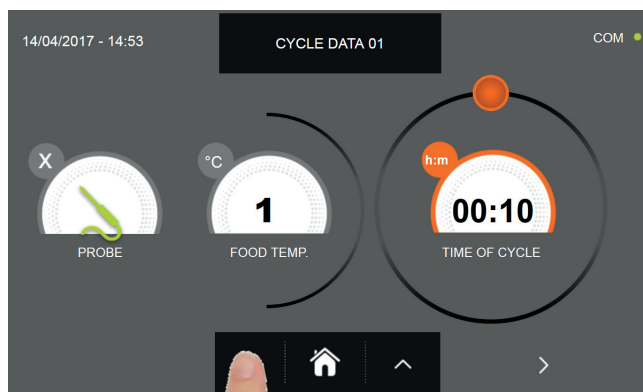 14/04/2017 - 14:53
CYCLE DATA 01
COM
X
°C
h:m
1
00:10
PROBE
FOOD TEMP.
TIME OF CYCLE